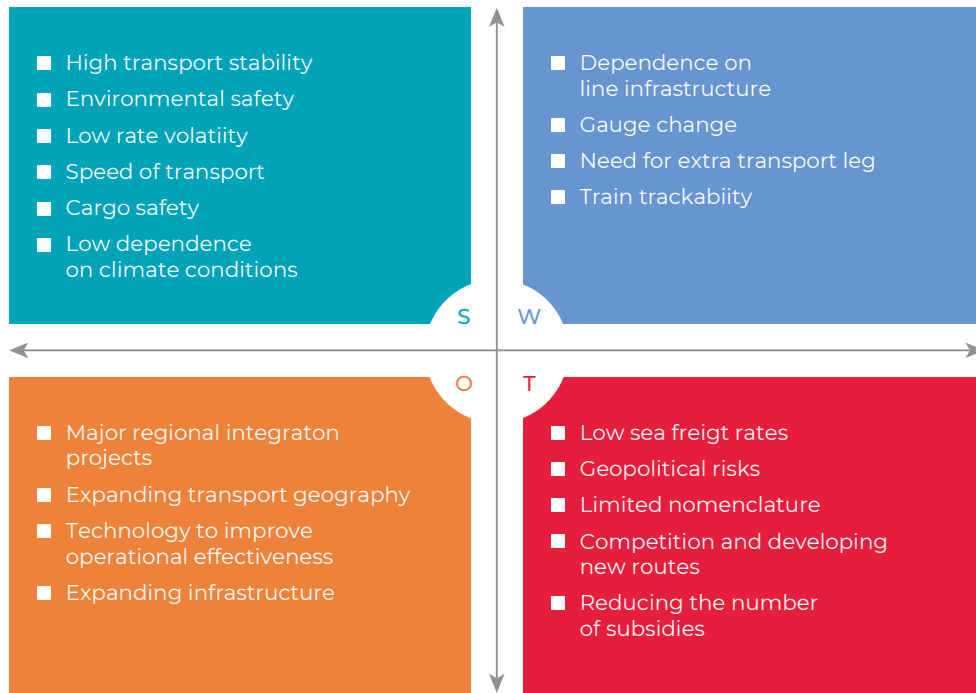 High transport stability
Environmental safety
Low rate volatiity
Speed of transport
Cargo safety
Low dependence
on climate conditions
S
Dependence on
line infrastructure
Gauge change
Need for extra transport leg
Train trackabiity
W
O
Major regional integraton
projects
Expanding transport geography
Technology to improve
operational effectiveness
Expanding infrastructure
T
Low sea freigt rates
Geopolitical risks
Limited nomenclature
Competition and developing
new routes
Reducing the number
of subsidies